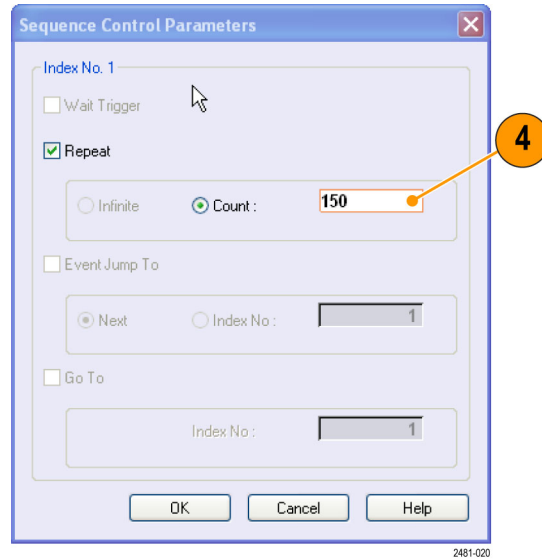 Sequence Control Parameters
Index No. 1
Wait Trigger
Repeat
4
Infinite Count : 150
Event Jump To
Next Index No : 1
Go To
Index No : 1
OK Cancel Help
2481-020